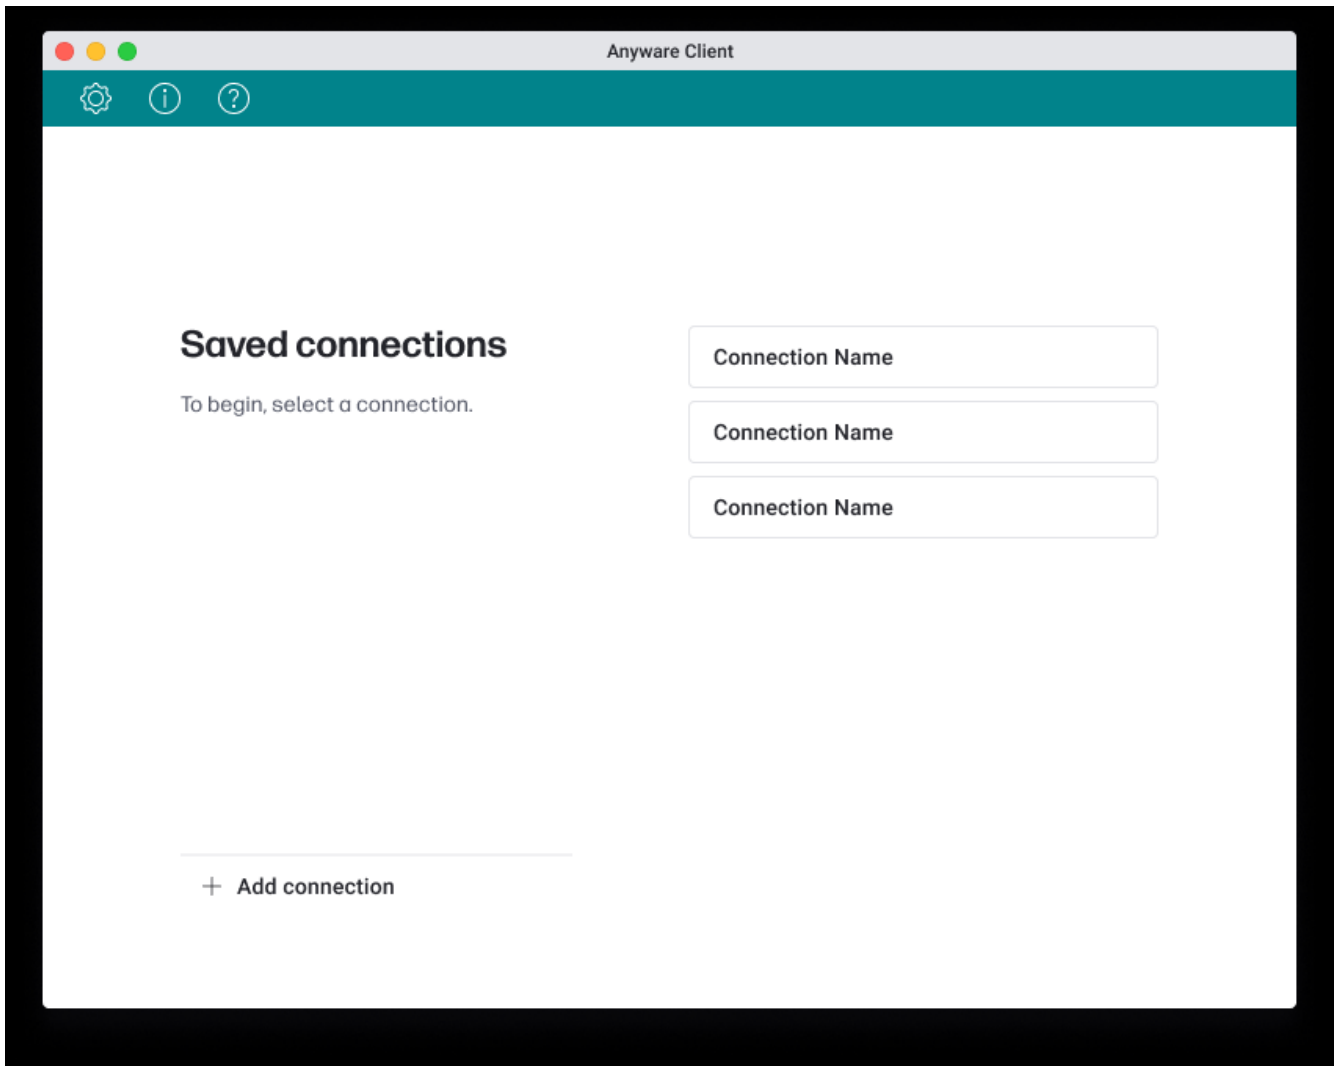 Anyware Client
Saved connections
To begin, select a connection.
Connection Name
Connection Name
Connection Name
Add connection